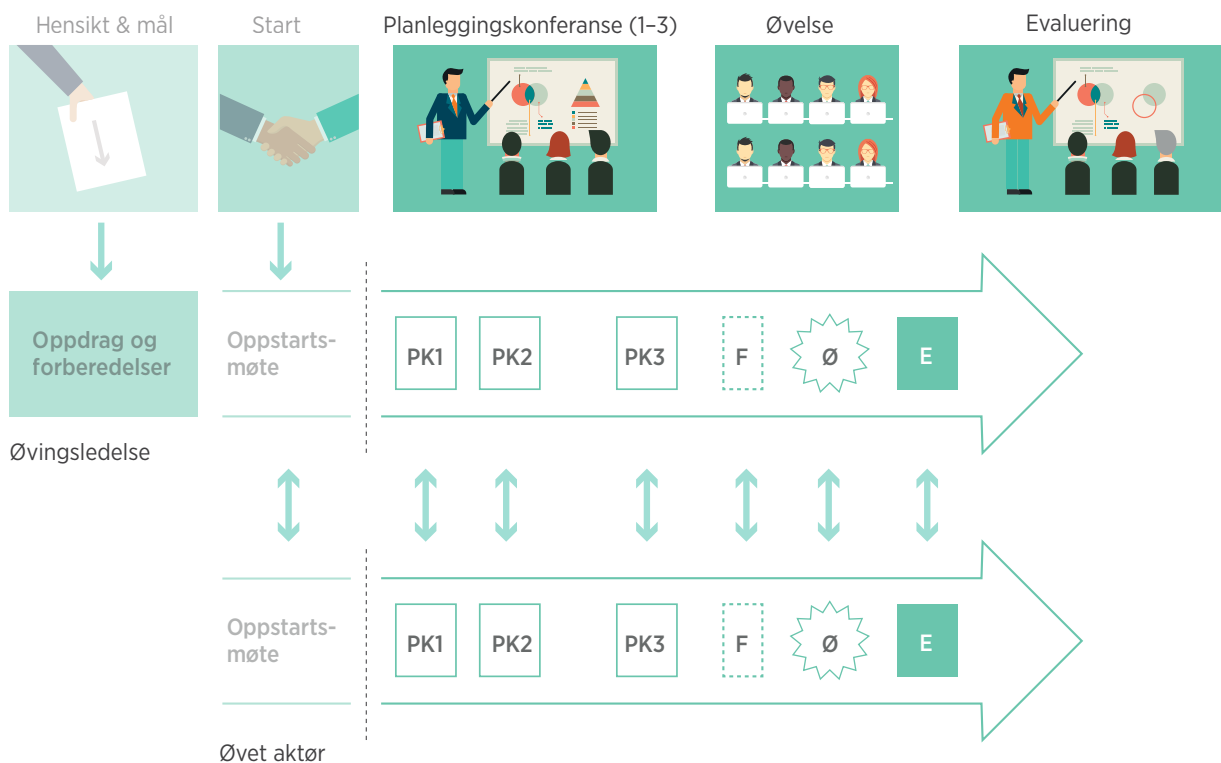 Hensikt & mål
Start
Planleggingskonferanse (1–3)
Øvelse
Evaluering
Oppdrag og
forberedelser
Oppstarts-
møte
PK1
PK2
PK3
F
Ø
E
Øvingsledelse
Oppstarts-
møte
PK1
PK2
PK3
F
Ø
E
Øvet aktør